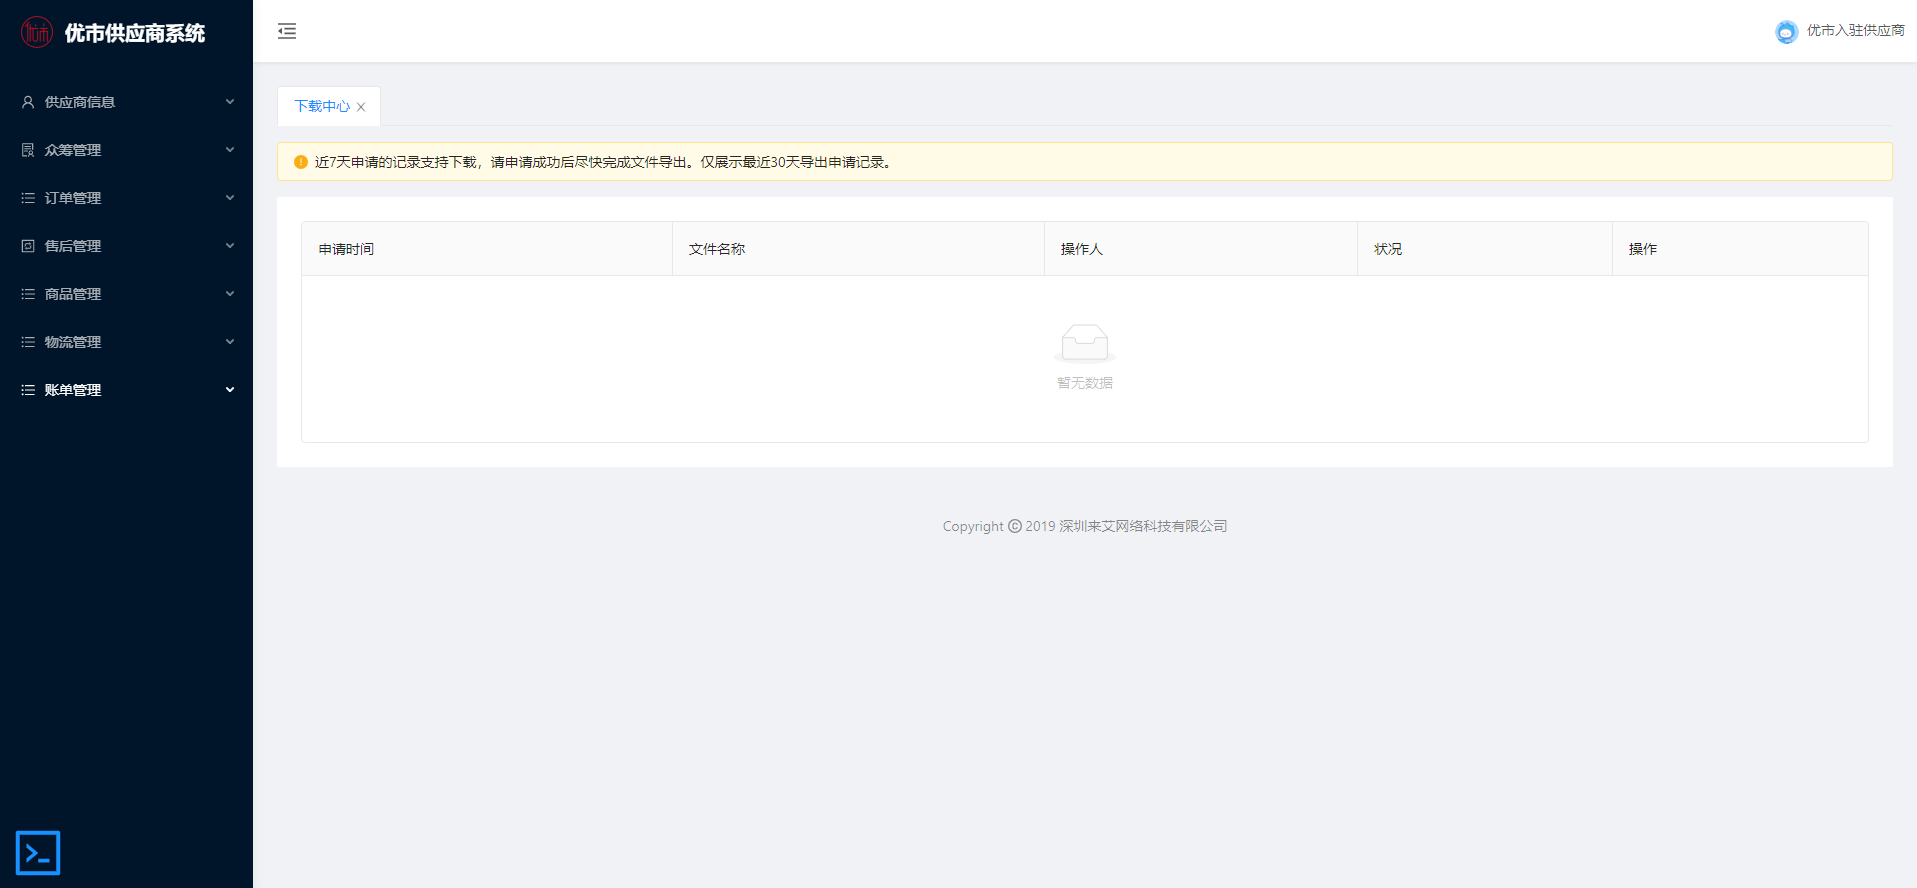 优市
优市供应商系统
优市入驻供应商
供应商信息
众筹管理
订单管理
售后管理
商品管理
物流管理
账单管理
下载中心
近7天申请的记录支持下载，请申请成功后尽快完成文件导出。仅展示最近30天导出申请记录。
申请时间 文件名称 操作人 状况 操作
暂无数据
Copyright © 2019 深圳来艾网络科技有限公司